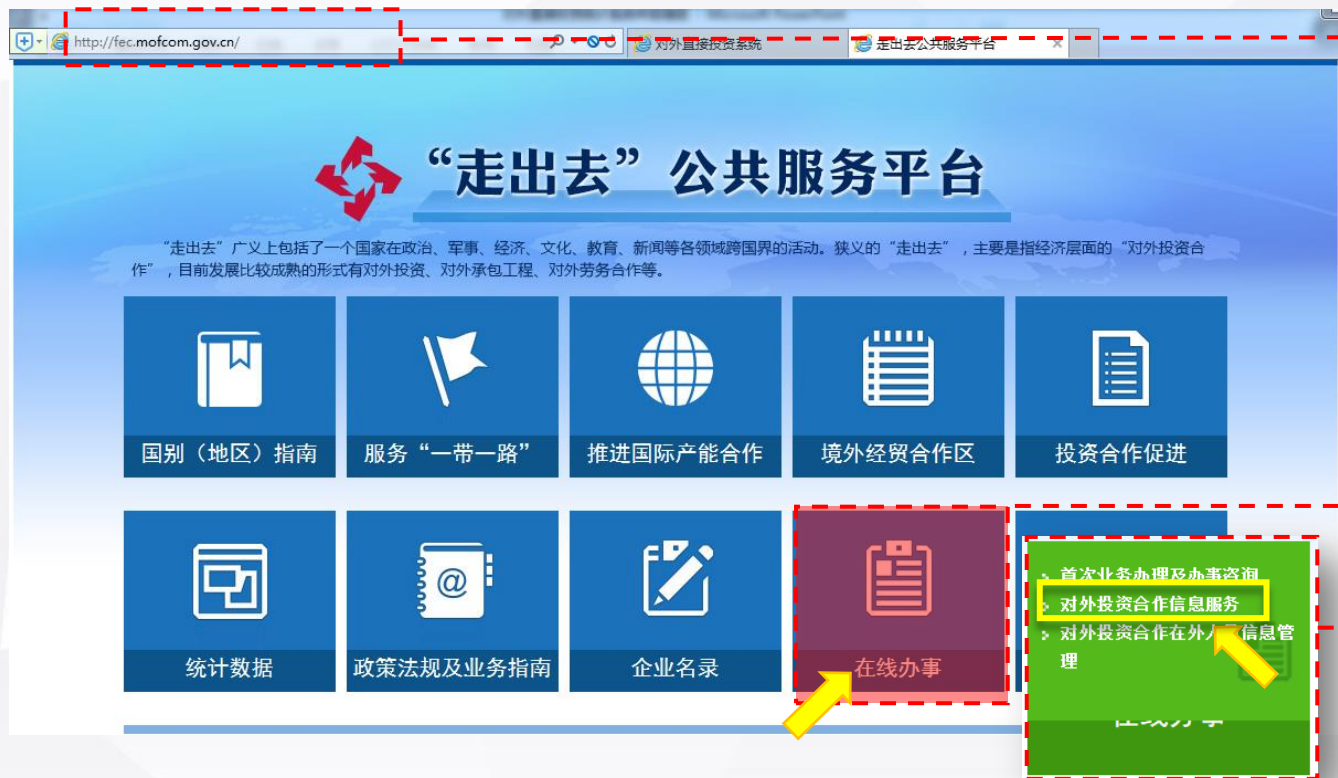 http://fec.mofcom.gov.cn/
对外直接投资系统
走出去公共服务平台
“走出去”公共服务平台
“走出去”广义上包括了一个国家在政治、军事、经济、文化、教育、新闻等各领域跨国界的活动。狭义的“走出去”，主要是指经济层面的“对外投资合
作”，目前发展比较成熟的形式有对外投资、对外承包工程、对外劳务合作等。
国别（地区）指南
服务“一带一路”
推进国际产能合作
境外经贸合作区
投资合作促进
统计数据
政策法规及业务指南
@
企业名录
在线办事
首次业务办理及办事咨询
对外投资合作信息服务
对外投资合作在外人 信息管
理
在线办事